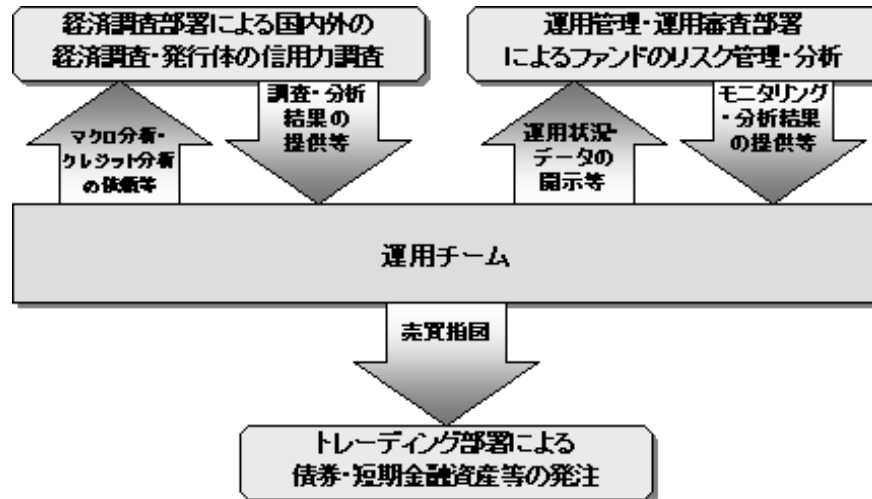 経済調査部署による国内外の
経済調査・発行体の信用力調査
運用管理・運用審査部署
によるファンドのリスク管理・分析
マクロ分析・
クレジット分析
の依頼等
調査・分析
結果の
提供等
運用状況・
データの
開示等
モニタリング
・分析結果
の提供等
運用チーム
売買指図
トレーディング部署による
債券・短期金融資産等の発注